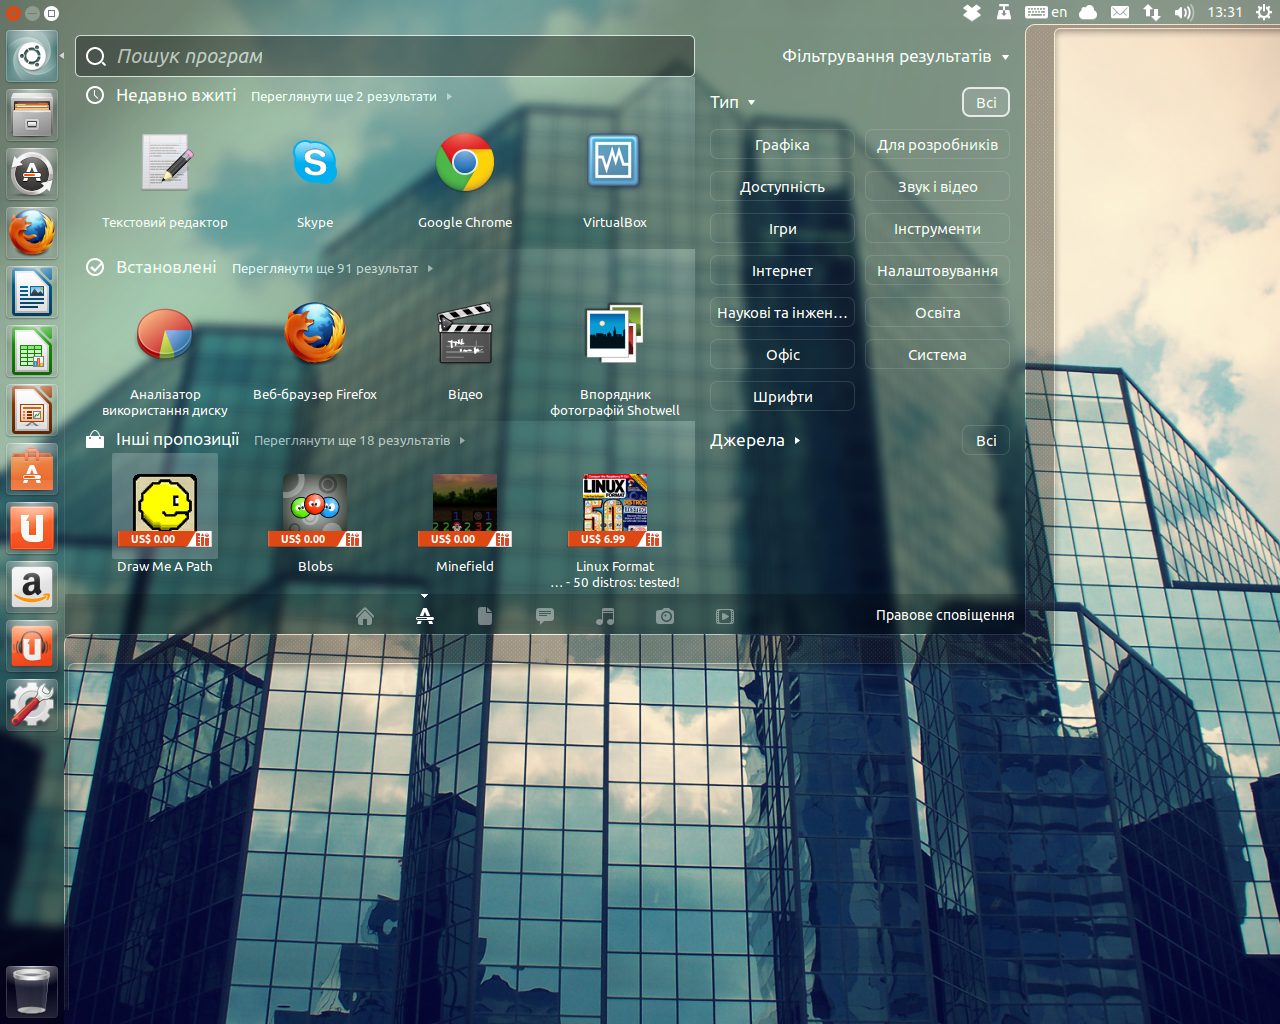 en
13:31
Пошук програм
Фільтрування результатів
Недавно вжиті Переглянути ще 2 результати
Текстовий редактор
Skype
Google Chrome
VirtualBox
Встановлені Переглянути ще 91 результат
Аналізатор
використання диску
Веб-браузер Firefox
Відео
Впорядник
фотографій Shotwell
Інші пропозиції Переглянути ще 18 результатів
US$ 0.00
US$ 0.00
US$ 0.00
LINUX
FORMAT
50
US$ 6.99
Draw Me A Path
Blobs
Minefield
Linux Format
... - 50 distros: tested!
Тип
Всі
Графіка
Для розробників
Доступність
Звук і відео
Ігри
Інструменти
Інтернет
Налаштовування
Наукові та інжен…
Освіта
Офіс
Система
Шрифти
Джерела
Всі
Правове сповіщення